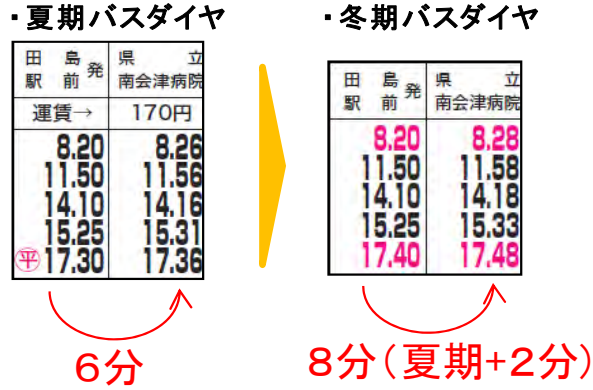 ・夏期バスダイヤ
田島駅前発 県立南会津病院
運賃→ 170円
8.20 8.26
11.50 11.56
14.10 14.16
15.25 15.31
平 17.30 17.36
6分
・冬期バスダイヤ
田島駅前発 県立南会津病院
8.20 8.28
11.50 11.58
14.10 14.18
15.25 15.33
17.40 17.48
8分(夏期+2分)